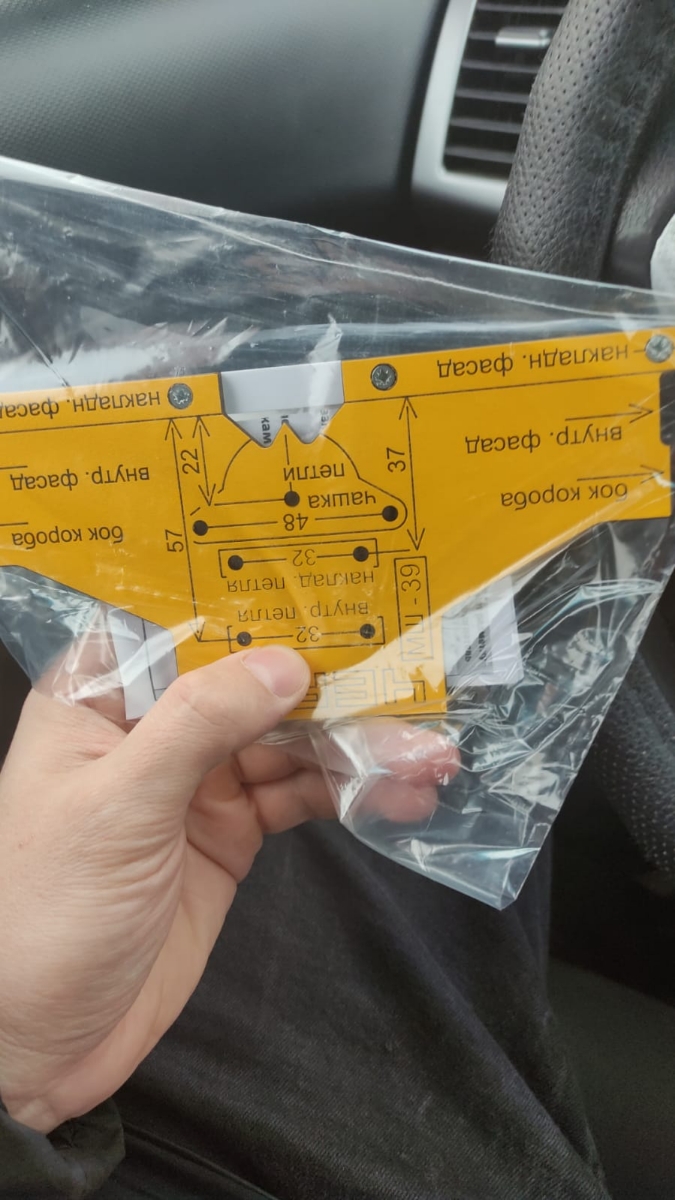 МШ - 39
32
внутр. петля
наклад. петля
32
48
чашка
петли
37
22
57
бок короба
внутр. фасад
накладн. фасад
бок короба
внутр. фасад
накладн. фасад